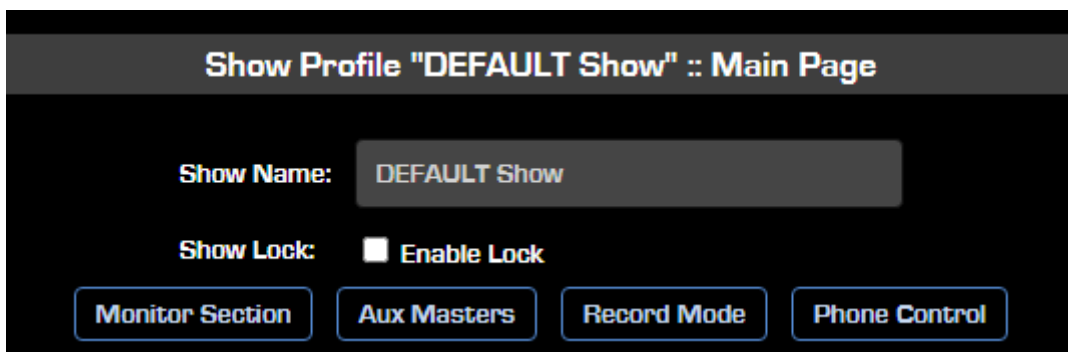 Show Profile "DEFAULT Show" :: Main Page
Show Name: DEFAULT Show
Show Lock: Enable Lock
Monitor Section Aux Masters Record Mode Phone Control